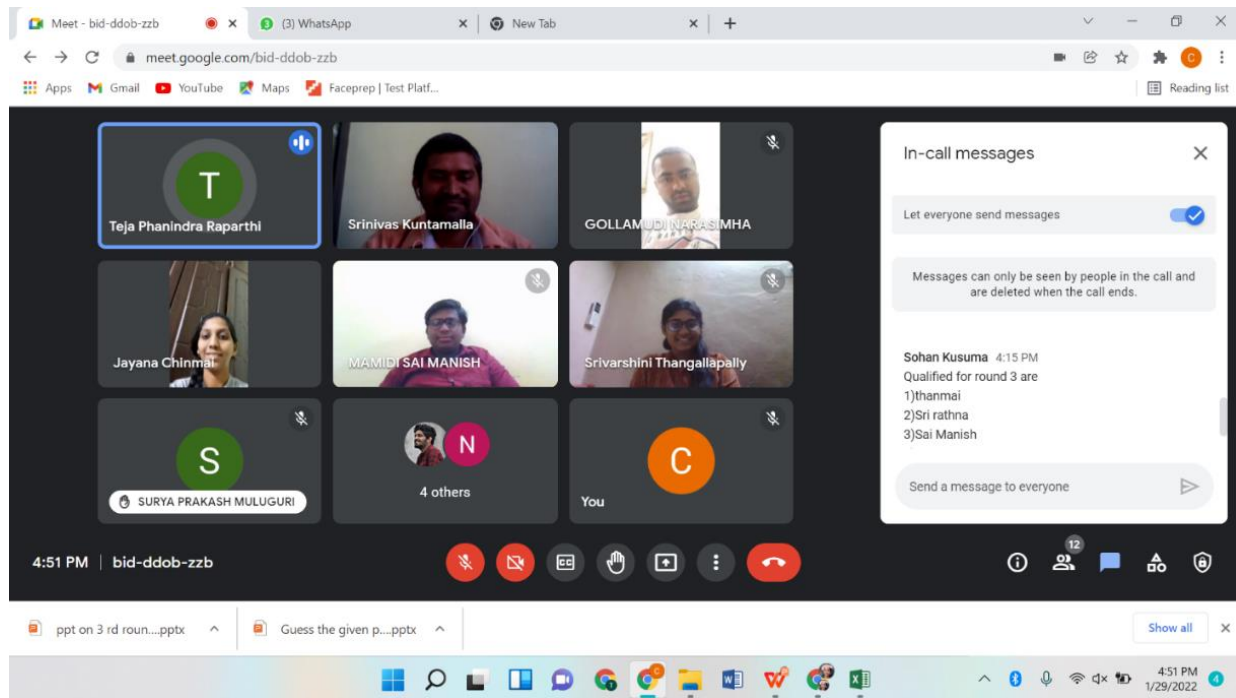 Meet - bid-ddob-zzb
(3) WhatsApp
New Tab
meet.google.com/bid-ddob-zzb
C
Apps
Gmail
YouTube
Maps
Faceprep | Test Platf...
Reading list
T
Teja Phanindra Raparthi
Srinivas Kuntamalla
GOLLAMUDI NARASIMHA
Jayana Chinmai
MAMIDI SAI MANISH
Srivarshini Thangallapally
S
SURYA PRAKASH MULUGURI
N
4 others
C
You
In-call messages
Let everyone send messages
Messages can only be seen by people in the call and
are deleted when the call ends.
Sohan Kusuma 4:15 PM
Qualified for round 3 are
1)thanmai
2)Sri rathna
3)Sai Manish
Send a message to everyone
4:51 PM | bid-ddob-zzb
12
ppt on 3 rd roun....pptx
Guess the given p....pptx
Show all
4:51 PM
1/29/2022
4